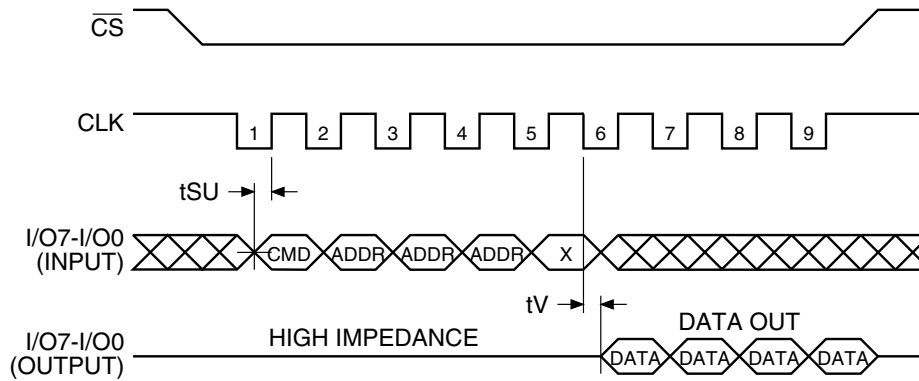 CS
CLK
1 2 3 4 5 6 7 8 9
tSU
I/O7-I/O0
(INPUT)
CMD ADDR ADDR ADDR X
tV
I/O7-I/O0
(OUTPUT)
HIGH IMPEDANCE
DATA OUT
DATA DATA DATA DATA